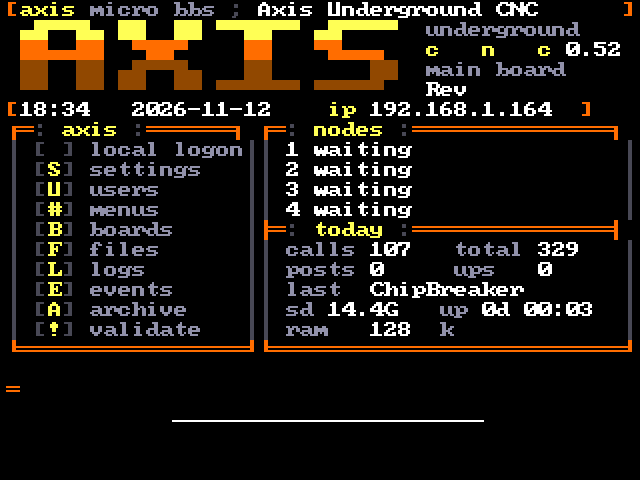 [axis micro bbs ; Axis Underground CNC ]
AXIS
underground
c n c 0.52
main board
Rev
[18:34 2026-11-12 ip 192.168.1.164 ]
: axis :
[ ] local logon
[S] settings
[U] users
[#] menus
[B] boards
[F] files
[L] logs
[E] events
[A] archive
[!] validate
: nodes :
1 waiting
2 waiting
3 waiting
4 waiting
: today :
calls 107 total 329
posts 0 ups 0
last ChipBreaker
sd 14.4G up 0d 00:03
ram 128 k
=